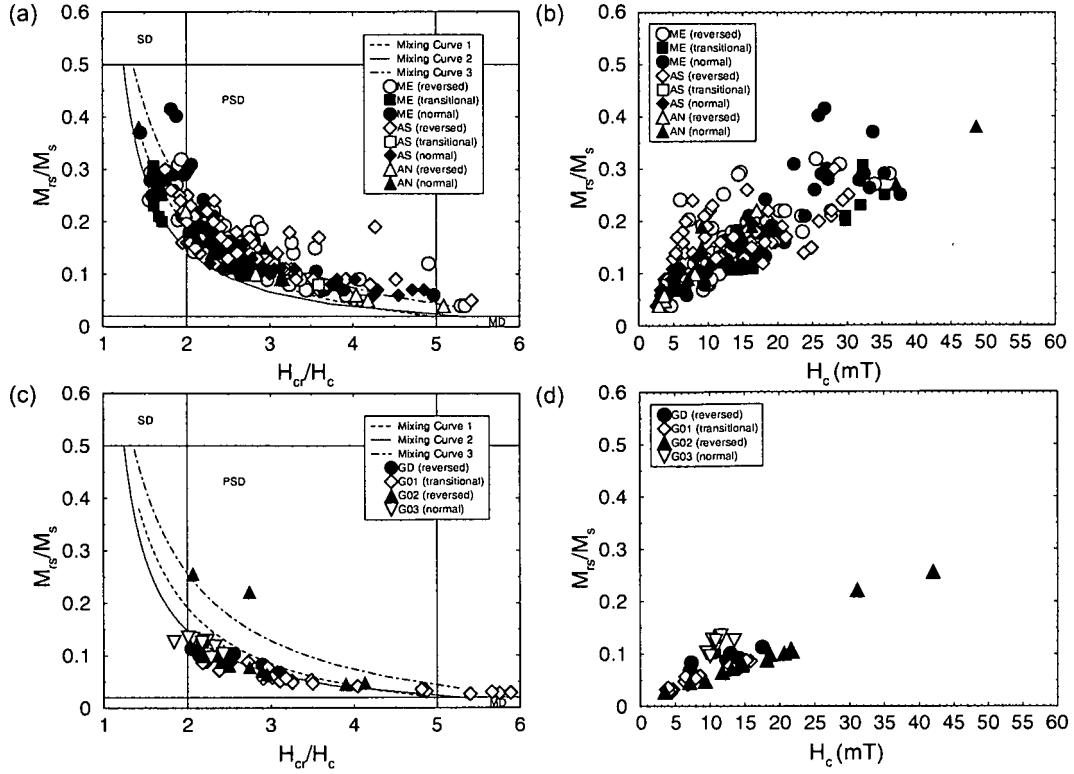 (a)
SD
PSD
MD
Mixing Curve 1
Mixing Curve 2
Mixing Curve 3
ME (reversed)
ME (transitional)
ME (normal)
AS (reversed)
AS (transitional)
AS (normal)
AN (reversed)
AN (normal)
0.6
0.5
0.4
0.3
0.2
0.1
0
Mrs/Ms
1 2 3 4 5 6
Hcr/Hc
(b)
ME (reversed)
ME (transitional)
ME (normal)
AS (reversed)
AS (transitional)
AS (normal)
AN (reversed)
AN (normal)
0.6
0.5
0.4
0.3
0.2
0.1
0
Mrs/Ms
0 5 10 15 20 25 30 35 40 45 50 55 60
Hc (mT)
(c)
SD
PSD
MD
Mixing Curve 1
Mixing Curve 2
Mixing Curve 3
GD (reversed)
G01 (transitional)
G02 (reversed)
G03 (normal)
0.6
0.5
0.4
0.3
0.2
0.1
0
Mrs/Ms
1 2 3 4 5 6
Hcr/Hc
(d)
GD (reversed)
G01 (transitional)
G02 (reversed)
G03 (normal)
0.6
0.5
0.4
0.3
0.2
0.1
0
Mrs/Ms
0 5 10 15 20 25 30 35 40 45 50 55 60
Hc (mT)